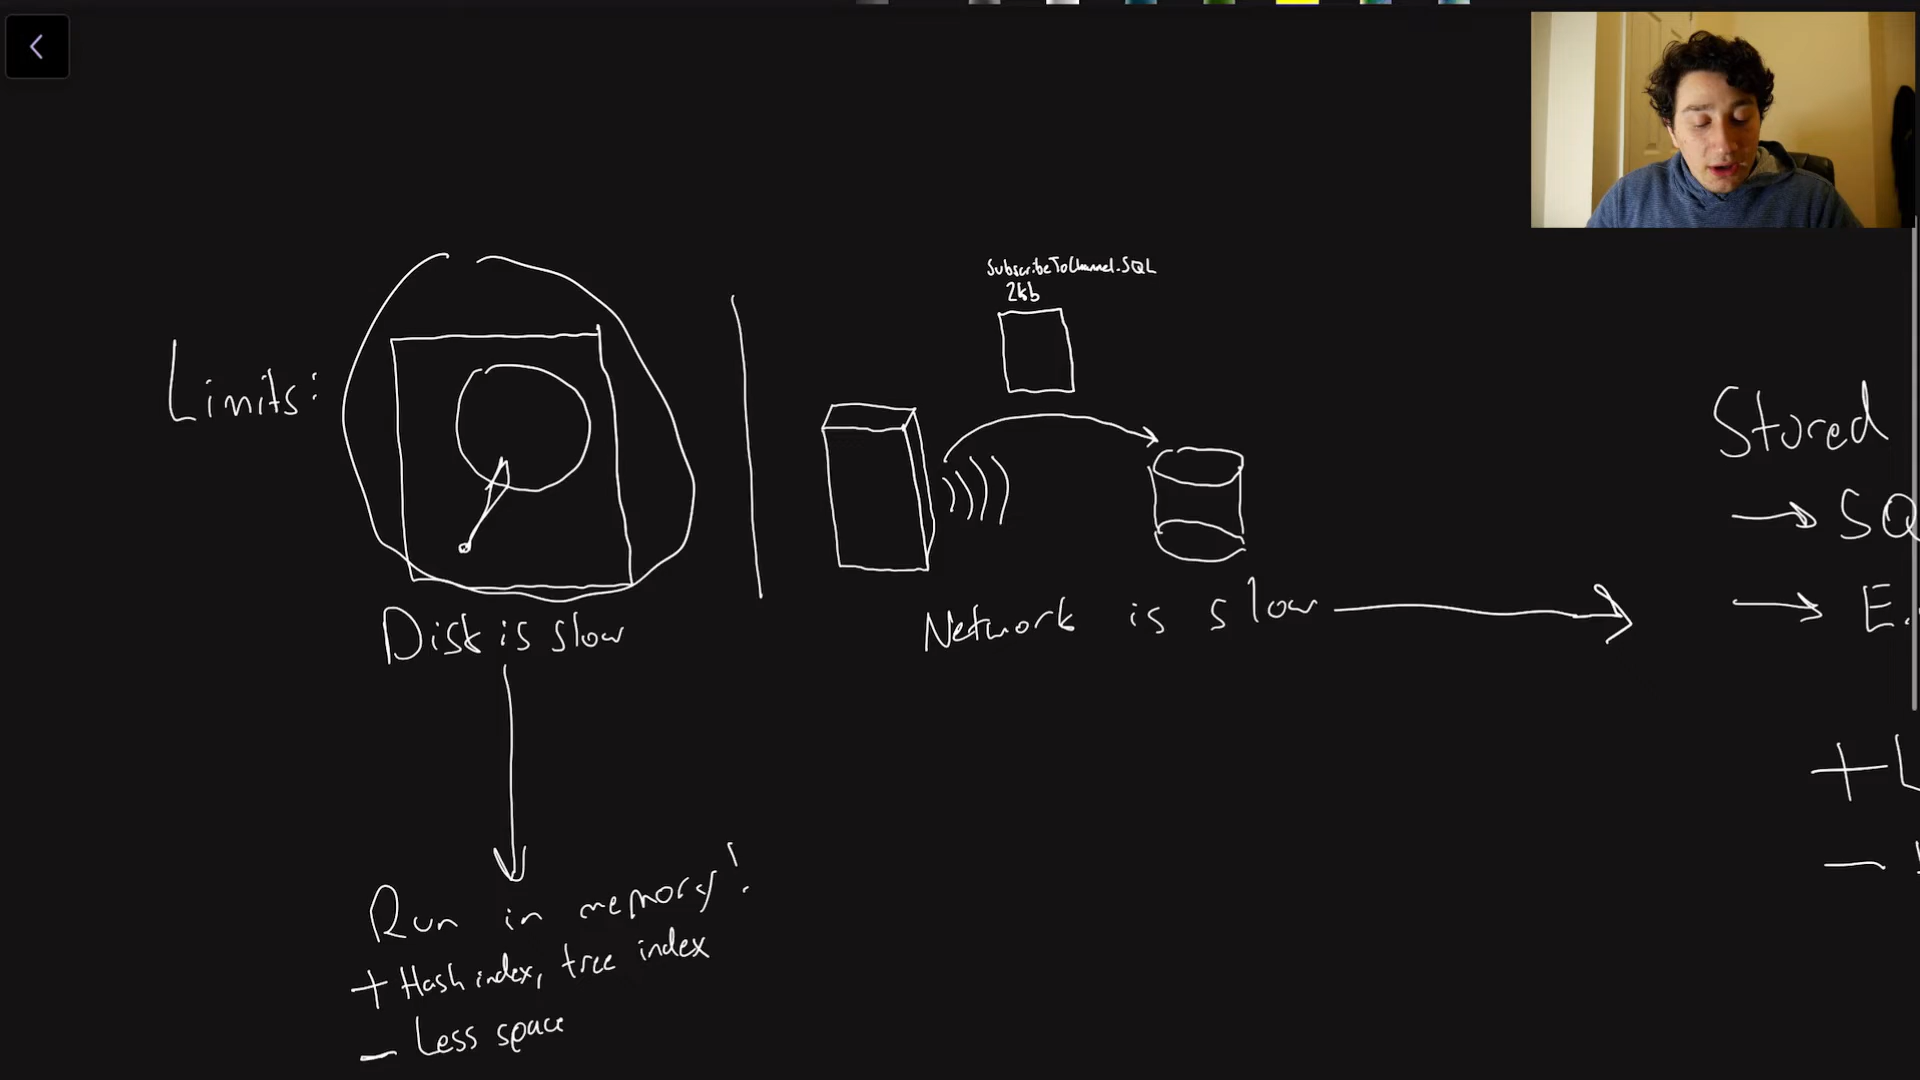 SubscribeToChannel.SQL
2kb
Limits:
Disk is slow
Network is slow
Run in memory!
+ Hash index, tree index
- Less space
Stored
→ SQ
→ E.
+ L
-